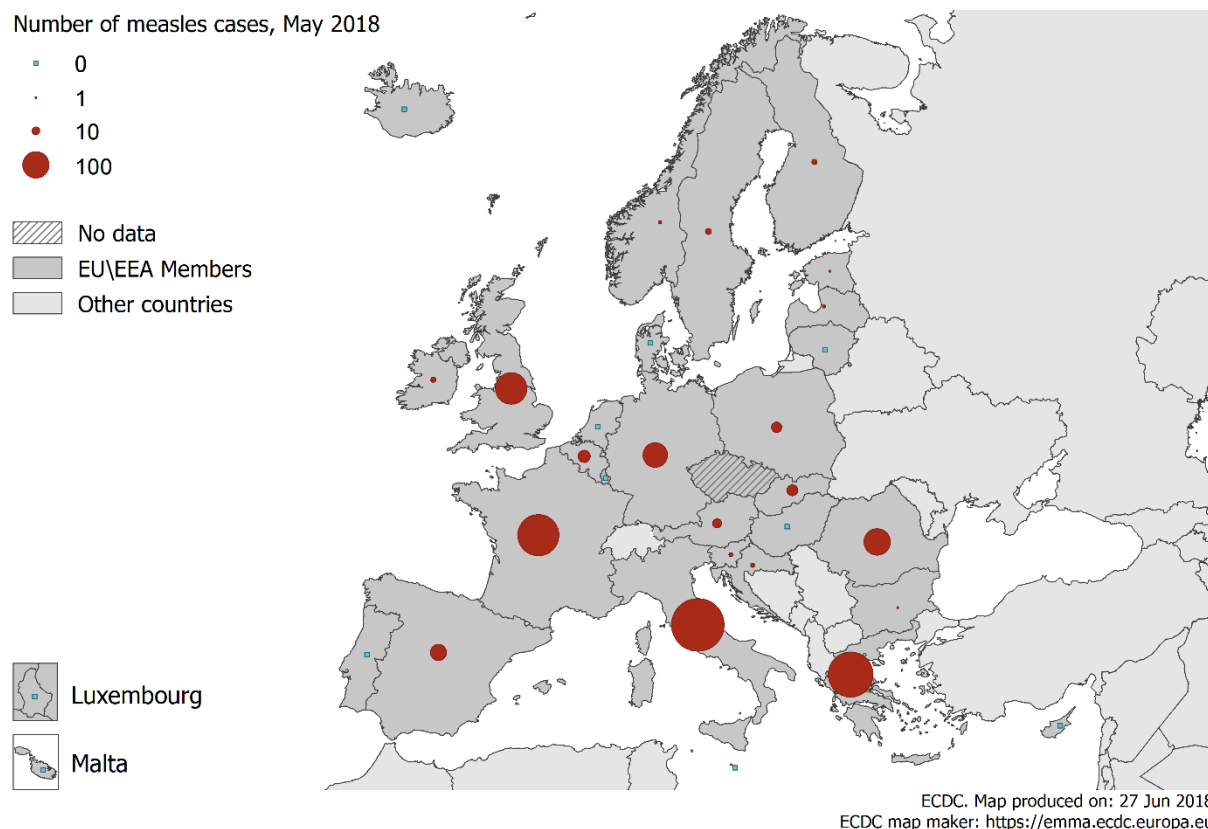 Number of measles cases, May 2018
0
1
10
100
No data
EU\EEA Members
Other countries
Luxembourg
Malta
ECDC. Map produced on: 27 Jun 2018
ECDC map maker: https://emma.ecdc.europa.eu